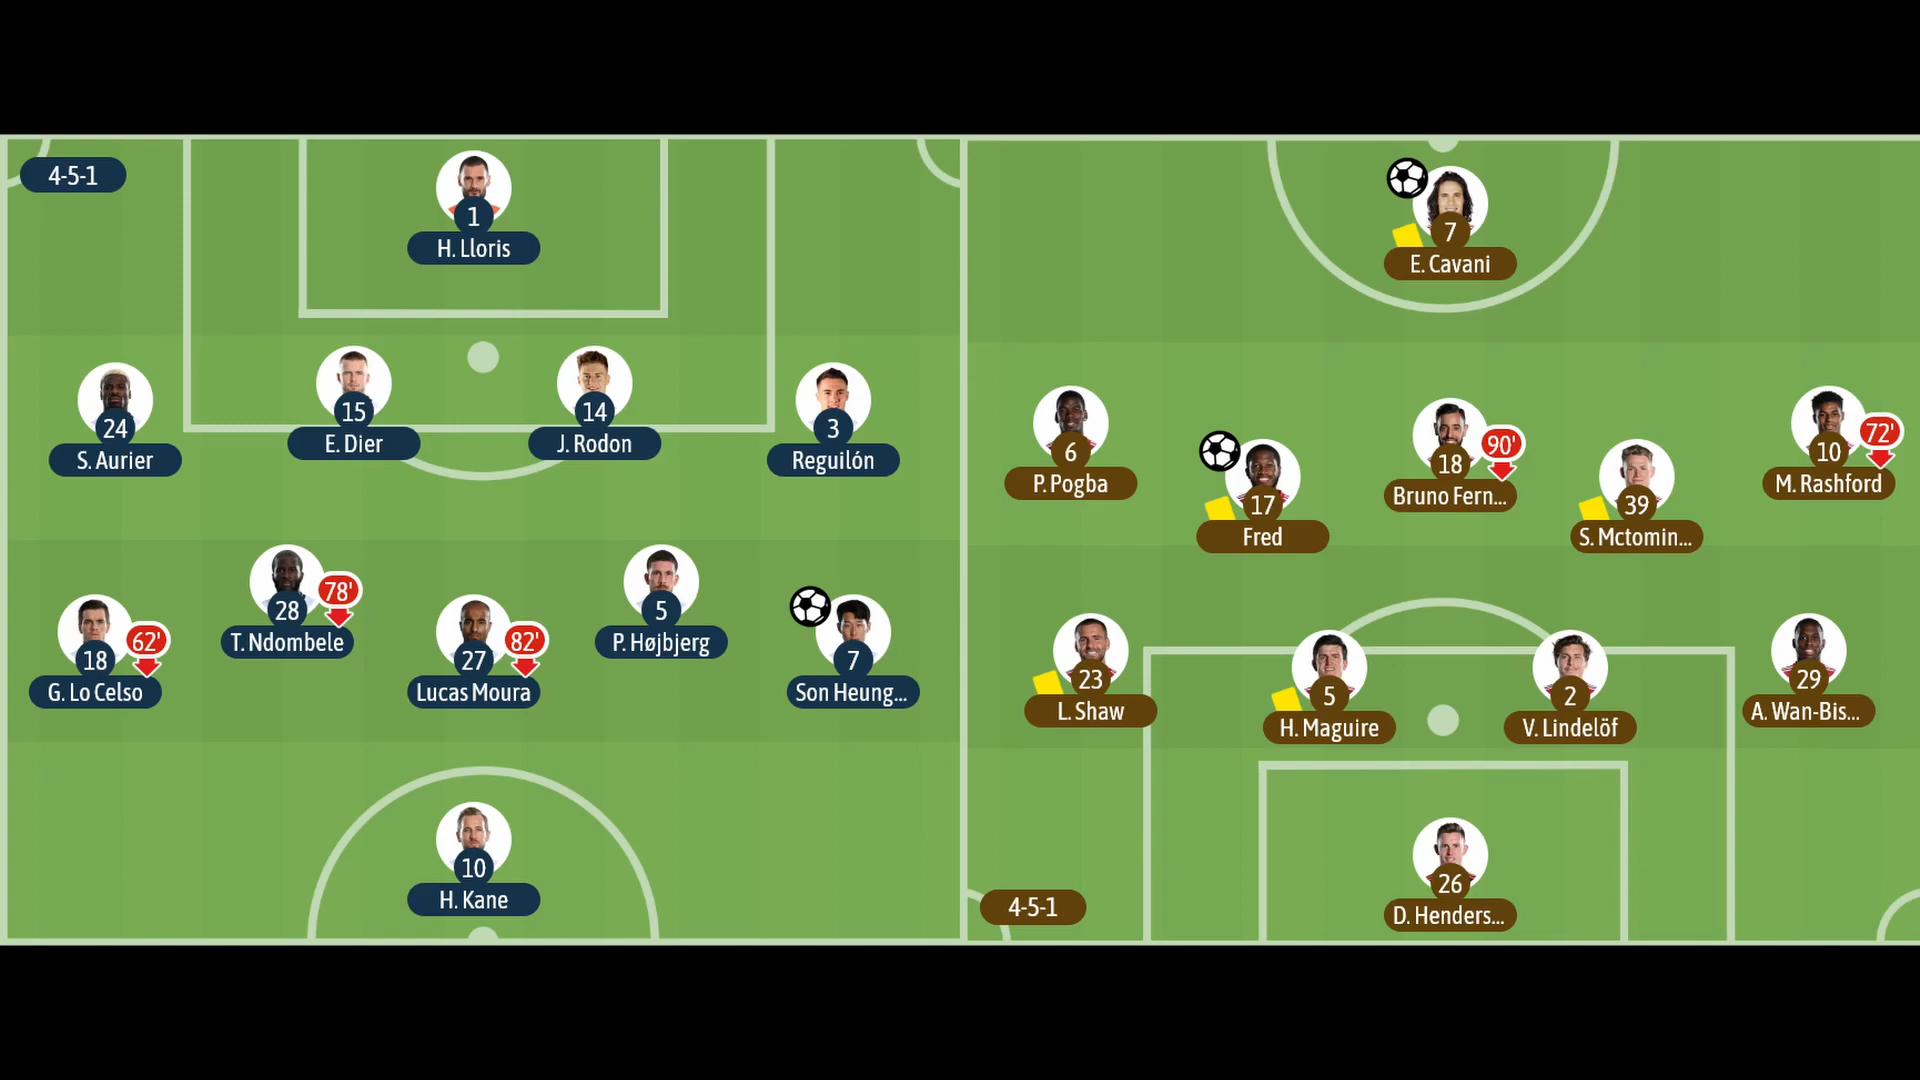 4-5-1
1
H. Lloris
24
S. Aurier
15
E. Dier
14
J. Rodon
3
Reguilón
18
62'
G. Lo Celso
28
78'
T. Ndombele
27
82'
Lucas Moura
5
P. Højbjerg
7
Son Heung...
10
H. Kane
7
E. Cavani
6
P. Pogba
17
Fred
18
90'
Bruno Fern...
39
S. Mctomin...
10
72'
M. Rashford
23
L. Shaw
5
H. Maguire
2
V. Lindelöf
29
A. Wan-Bis...
26
D. Henders...
4-5-1